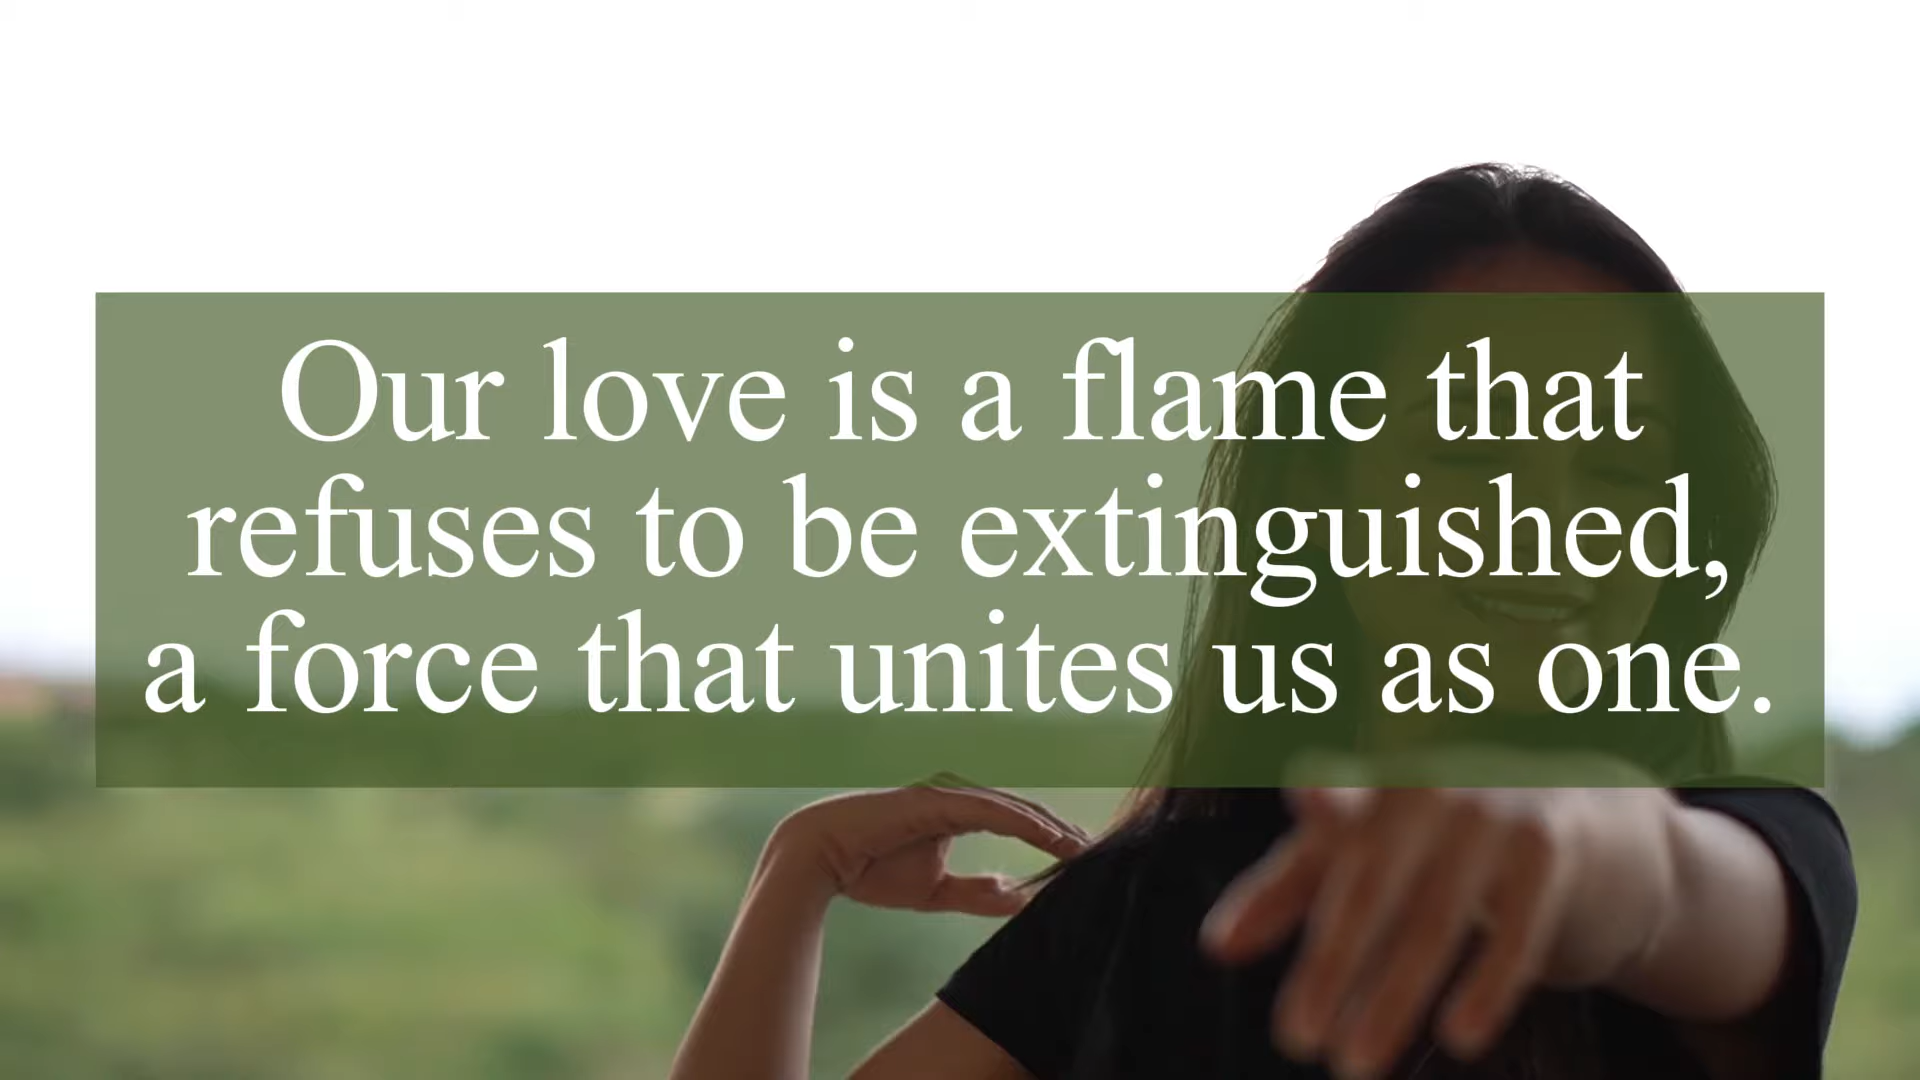 Our love is a flame that
refuses to be extinguished,
a force that unites us as one.